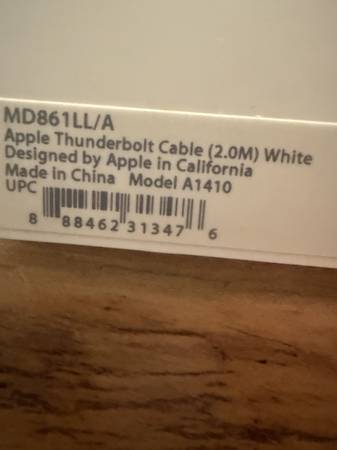 MD861LL/A
Apple Thunderbolt Cable (2.0M) White
Designed by Apple in California
Made in China Model A1410
UPC
8 88462 31347 6